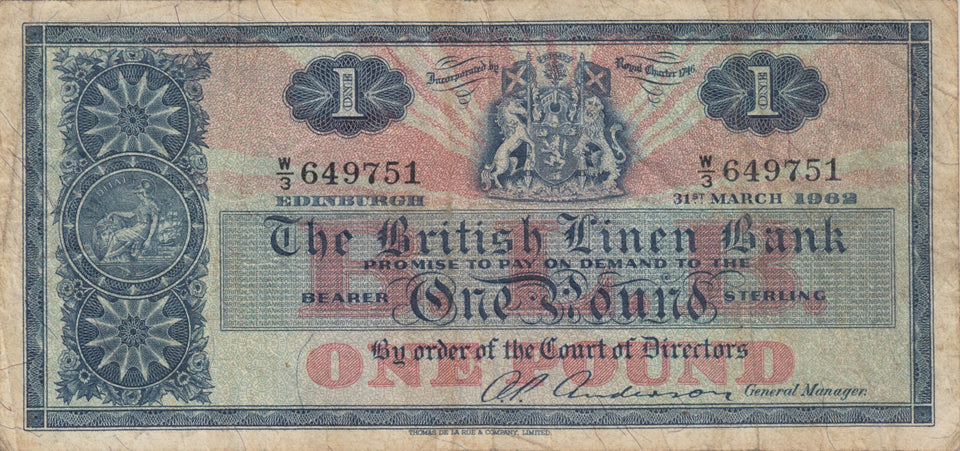 1
ONE
Incorporated by Royal Charter 1746.
1
ONE
W/3 649751
W/3 649751
EDINBURGH
31ST MARCH 1962
The British Linen Bank
PROMISE TO PAY ON DEMAND TO THE
BEARER One Pound STERLING
By order of the Court of Directors
ONE POUND
General Manager.
THOMAS DE LA RUE & COMPANY, LIMITED.